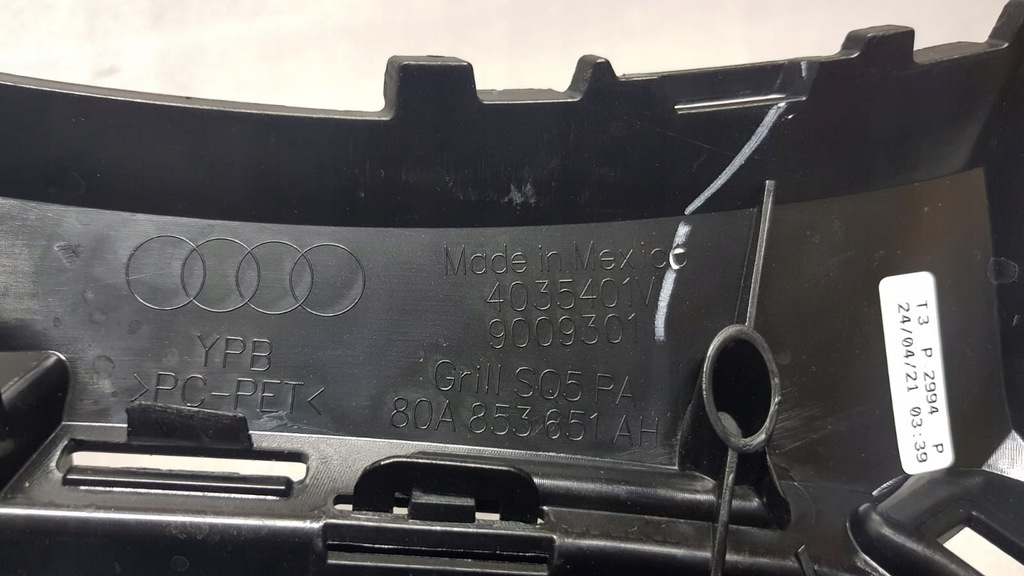 Made in Mexico
4035401V
9009301
YPB
>PC-PET<
Grill SQ5 PA
80A 853 651 AH
T3 P 2994 P
24/04/21 03:39